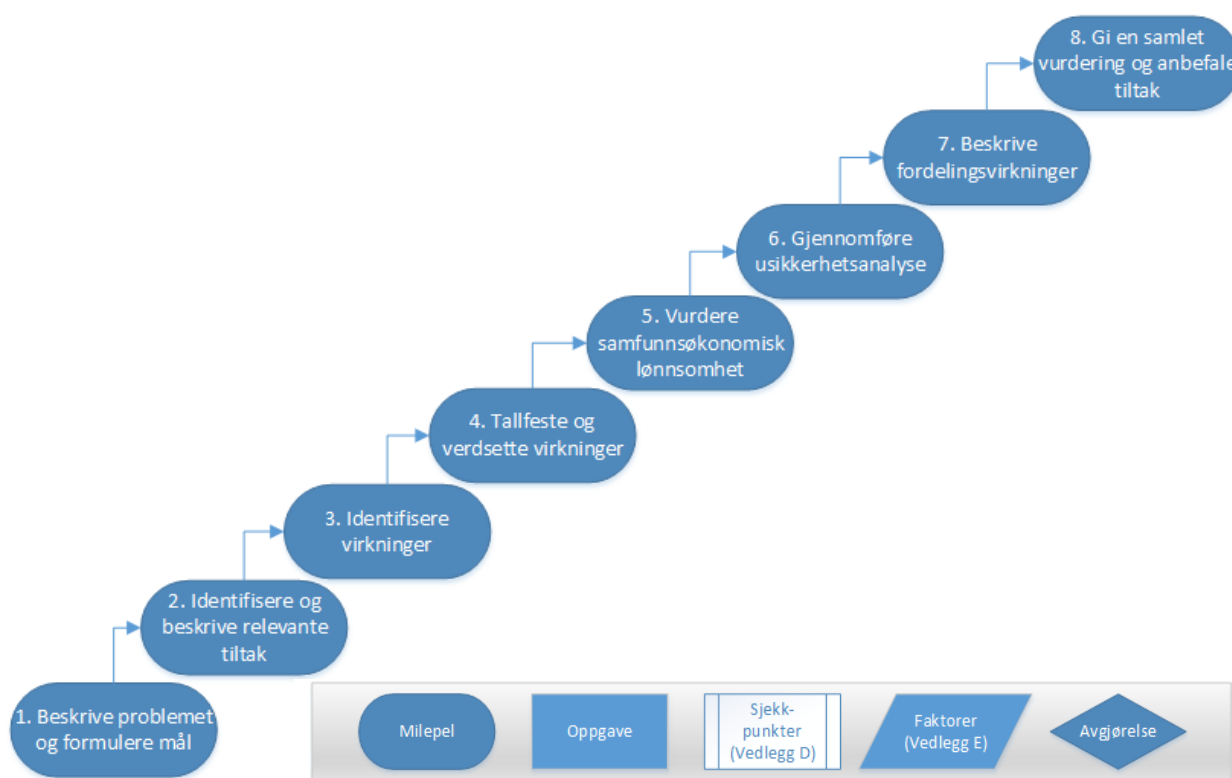 8. Gi en samlet
vurdering og anbefale
tiltak
7. Beskrive
fordelingsvirkninger
6. Gjennomføre
usikkerhetsanalyse
5. Vurdere
samfunnsøkonomisk
lønnsomhet
4. Tallfeste og
verdsette virkninger
3. Identifisere
virkninger
2. Identifisere og
beskrive relevante
tiltak
1. Beskrive problemet
og formulere mål
Milepel
Oppgave
Sjekk-
punkter
(Vedlegg D)
Faktorer
(Vedlegg E)
Avgjørelse